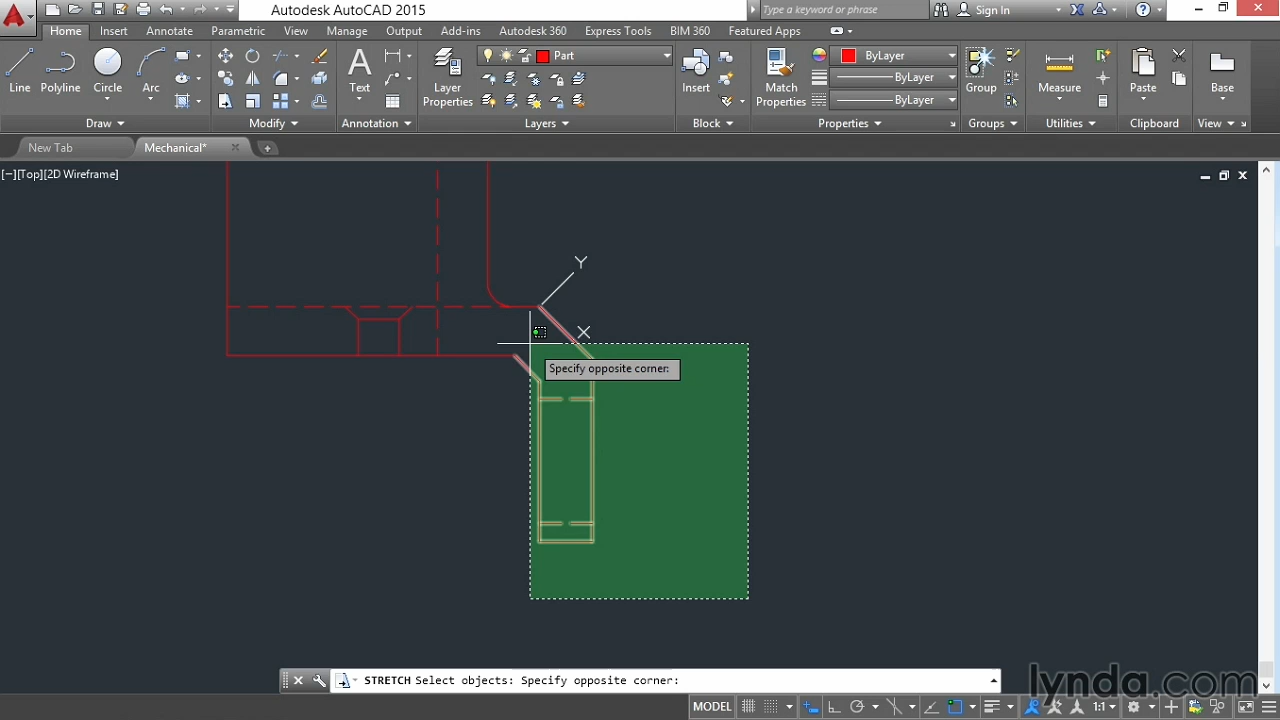 Autodesk AutoCAD 2015
Type a keyword or phrase
Sign In
Home Insert Annotate Parametric View Manage Output Add-ins Autodesk 360 Express Tools BIM 360 Featured Apps
Part
ByLayer
ByLayer
ByLayer
Line Polyline Circle Arc
Text
Layer Properties
Insert
Match Properties
Group
Measure
Paste
Base
Draw Modify Annotation Layers Block Properties Groups Utilities Clipboard View
New Tab
Mechanical*
[−][Top][2D Wireframe]
Y
X
Specify opposite corner:
STRETCH Select objects: Specify opposite corner:
lynda.com
MODEL
1:1